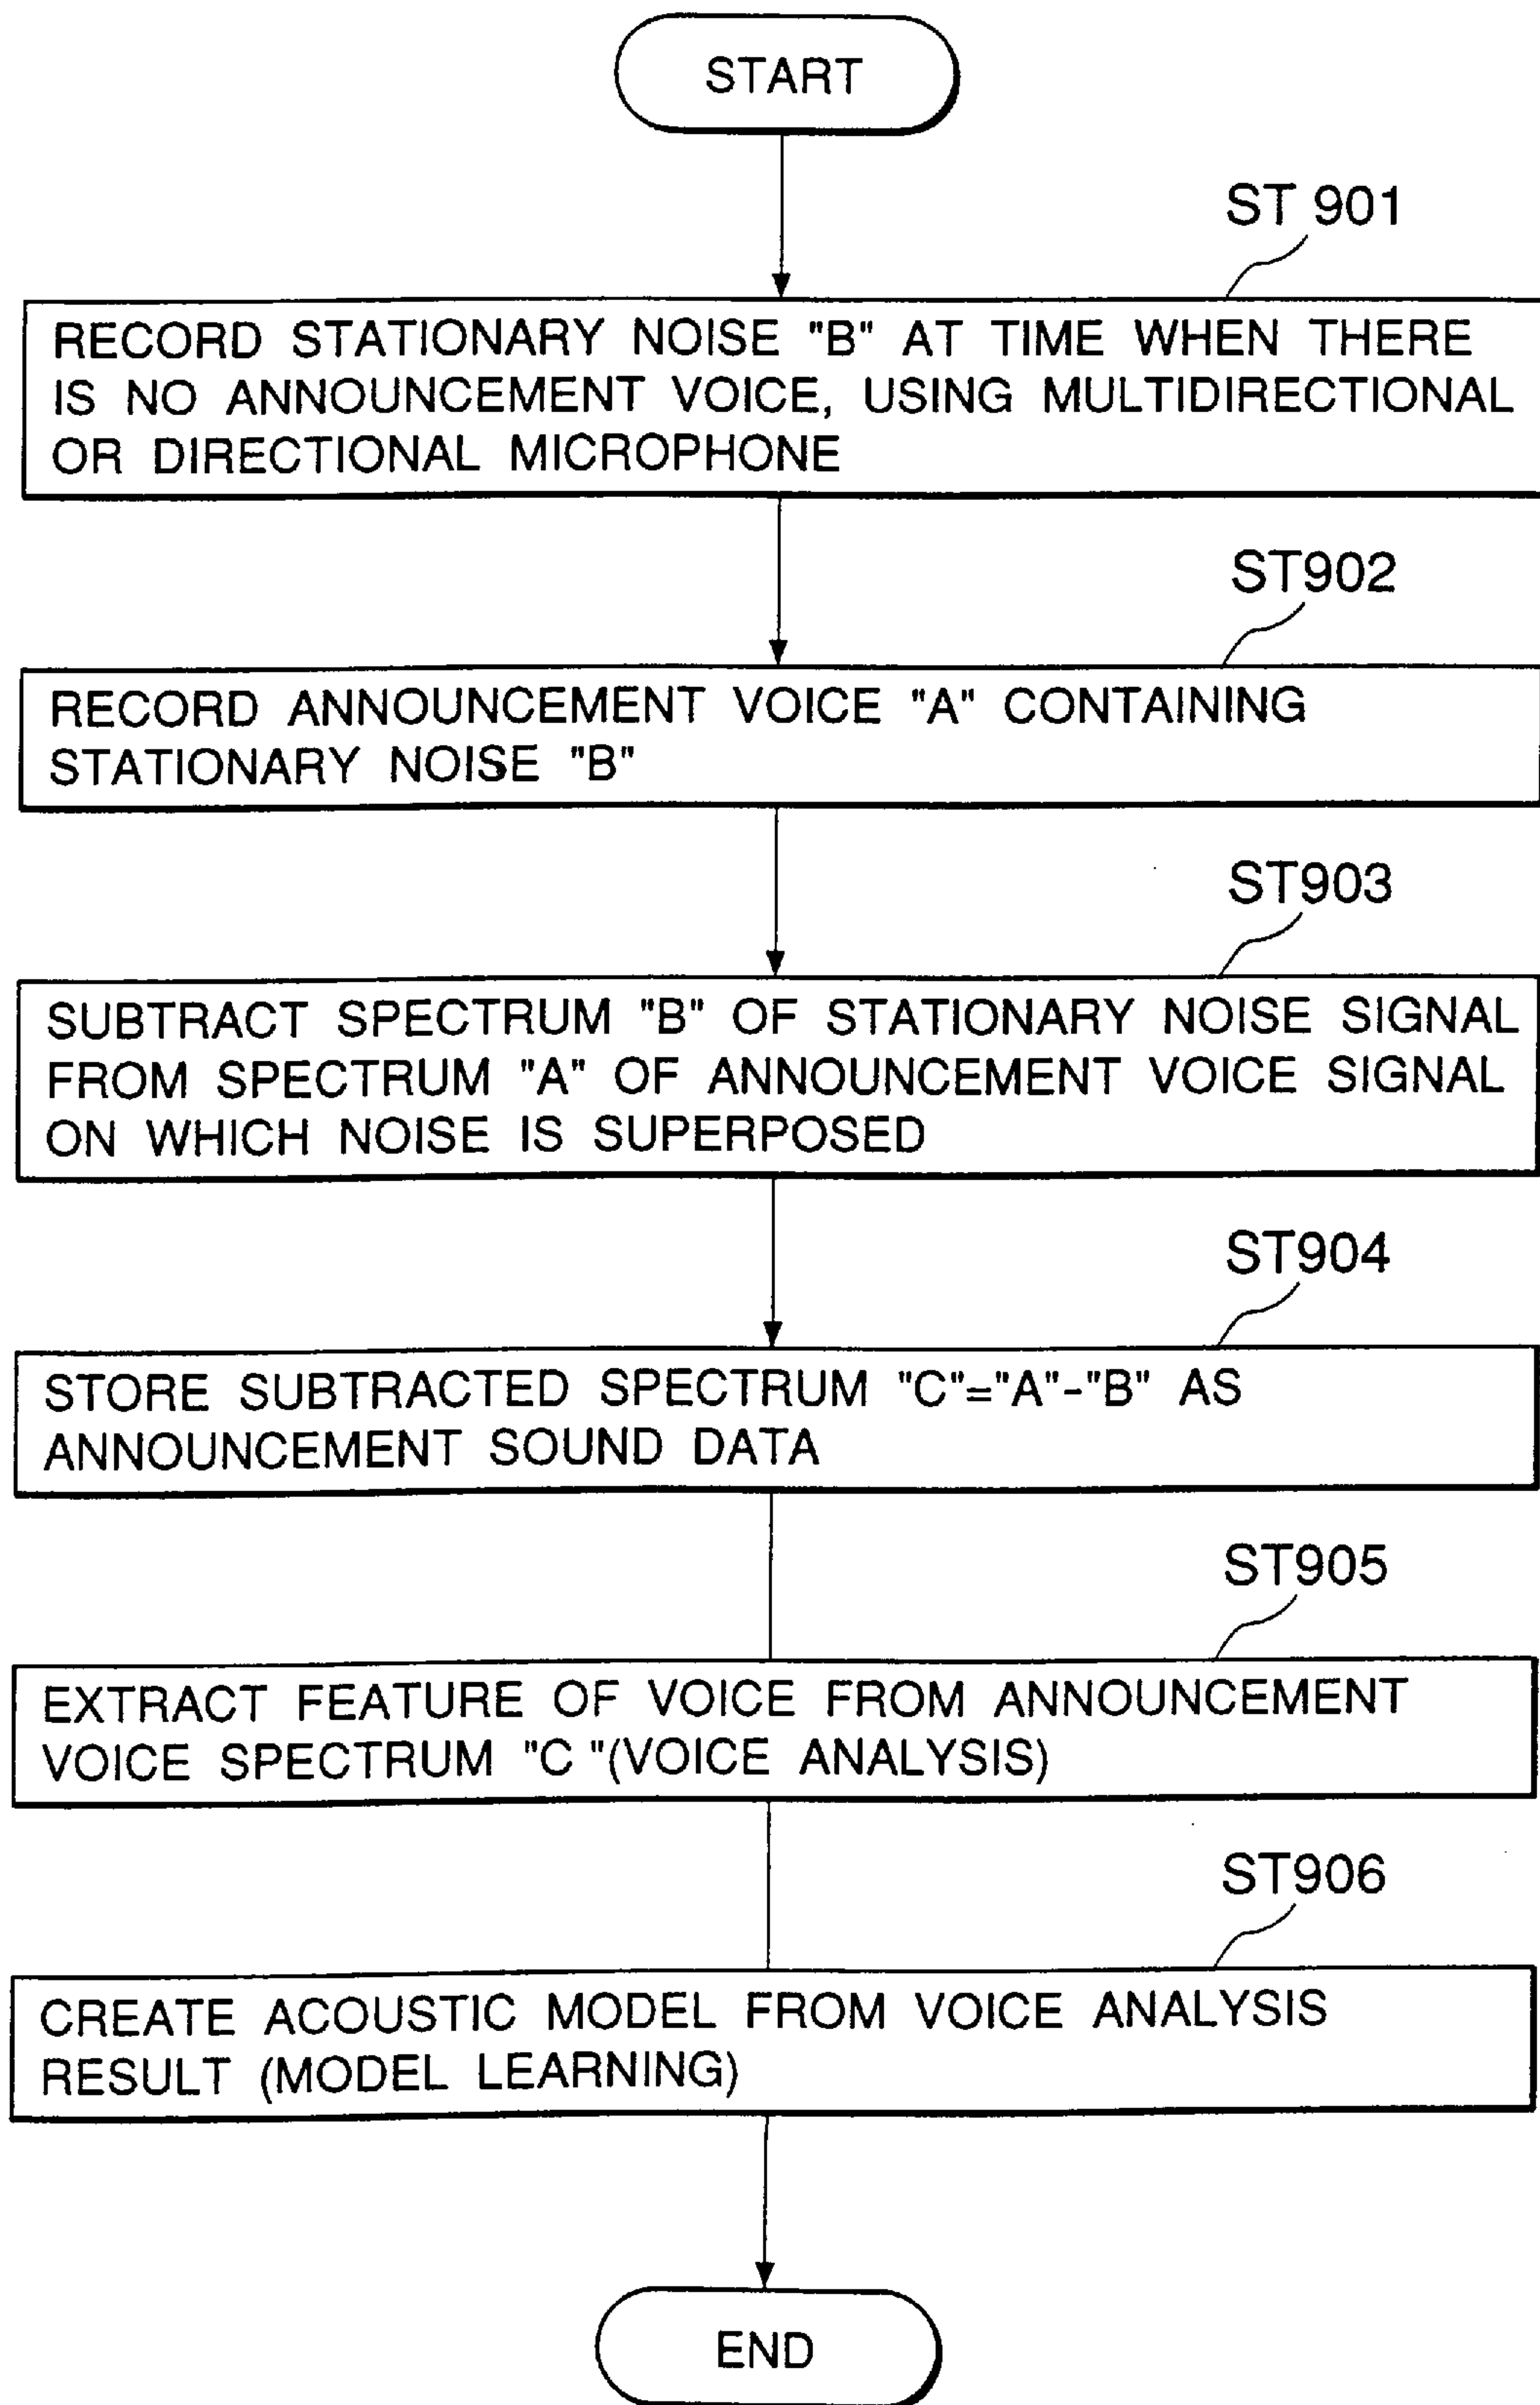 START
ST 901
RECORD STATIONARY NOISE "B" AT TIME WHEN THERE
IS NO ANNOUNCEMENT VOICE, USING MULTIDIRECTIONAL
OR DIRECTIONAL MICROPHONE
ST902
RECORD ANNOUNCEMENT VOICE "A" CONTAINING
STATIONARY NOISE "B"
ST903
SUBTRACT SPECTRUM "B" OF STATIONARY NOISE SIGNAL
FROM SPECTRUM "A" OF ANNOUNCEMENT VOICE SIGNAL
ON WHICH NOISE IS SUPERPOSED
ST904
STORE SUBTRACTED SPECTRUM "C"="A"-"B" AS
ANNOUNCEMENT SOUND DATA
ST905
EXTRACT FEATURE OF VOICE FROM ANNOUNCEMENT
VOICE SPECTRUM "C "(VOICE ANALYSIS)
ST906
CREATE ACOUSTIC MODEL FROM VOICE ANALYSIS
RESULT (MODEL LEARNING)
END